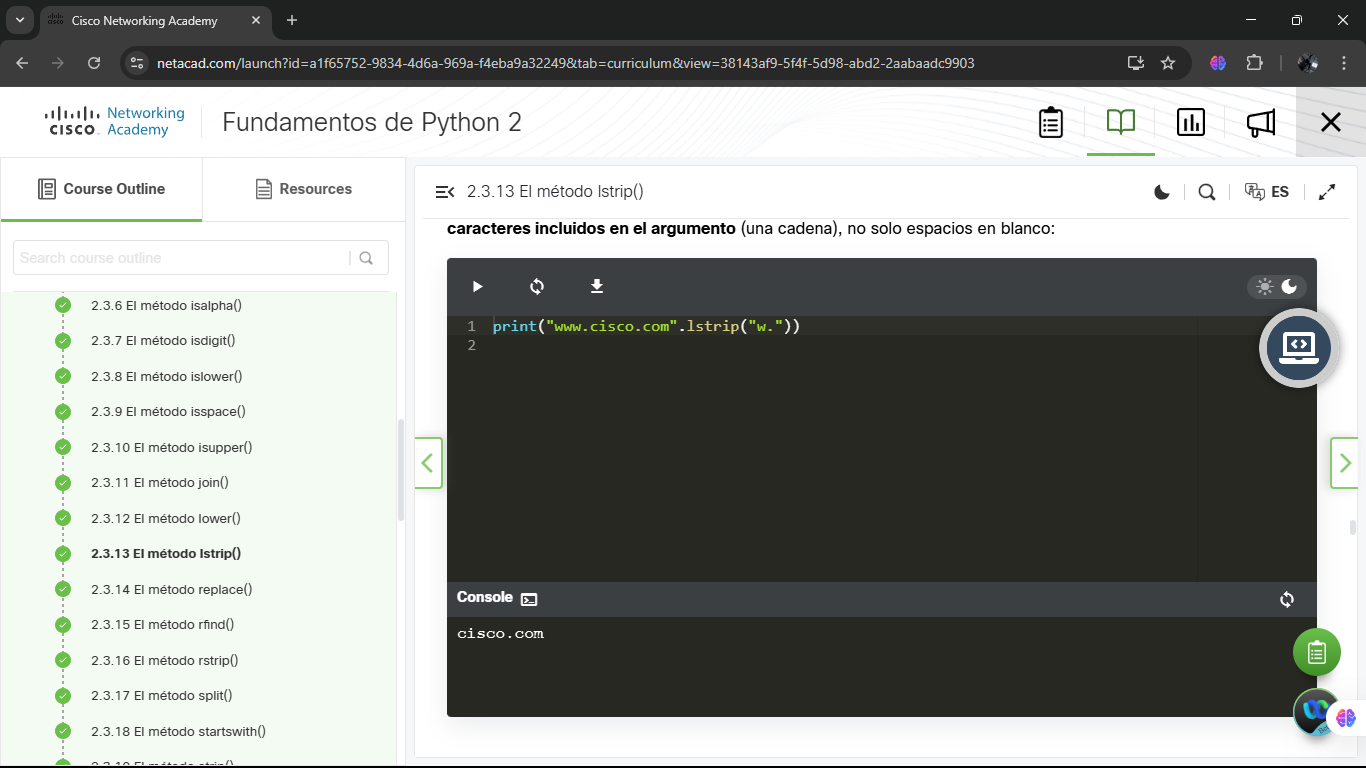 Cisco Networking Academy
netacad.com/launch?id=a1f65752-9834-4d6a-969a-f4eba9a32249&tab=curriculum&view=38143af9-5f4f-5d98-abd2-2aabaadc9903
CISCO
Networking
Academy
Fundamentos de Python 2
Course Outline
Resources
Search course outline
2.3.6 El método isalpha()
2.3.7 El método isdigit()
2.3.8 El método islower()
2.3.9 El método isspace()
2.3.10 El método isupper()
2.3.11 El método join()
2.3.12 El método lower()
2.3.13 El método lstrip()
2.3.14 El método replace()
2.3.15 El método rfind()
2.3.16 El método rstrip()
2.3.17 El método split()
2.3.18 El método startswith()
2.3.13 El método lstrip()
ES
caracteres incluidos en el argumento (una cadena), no solo espacios en blanco:
1 print("www.cisco.com".lstrip("w."))
2
Console
cisco.com